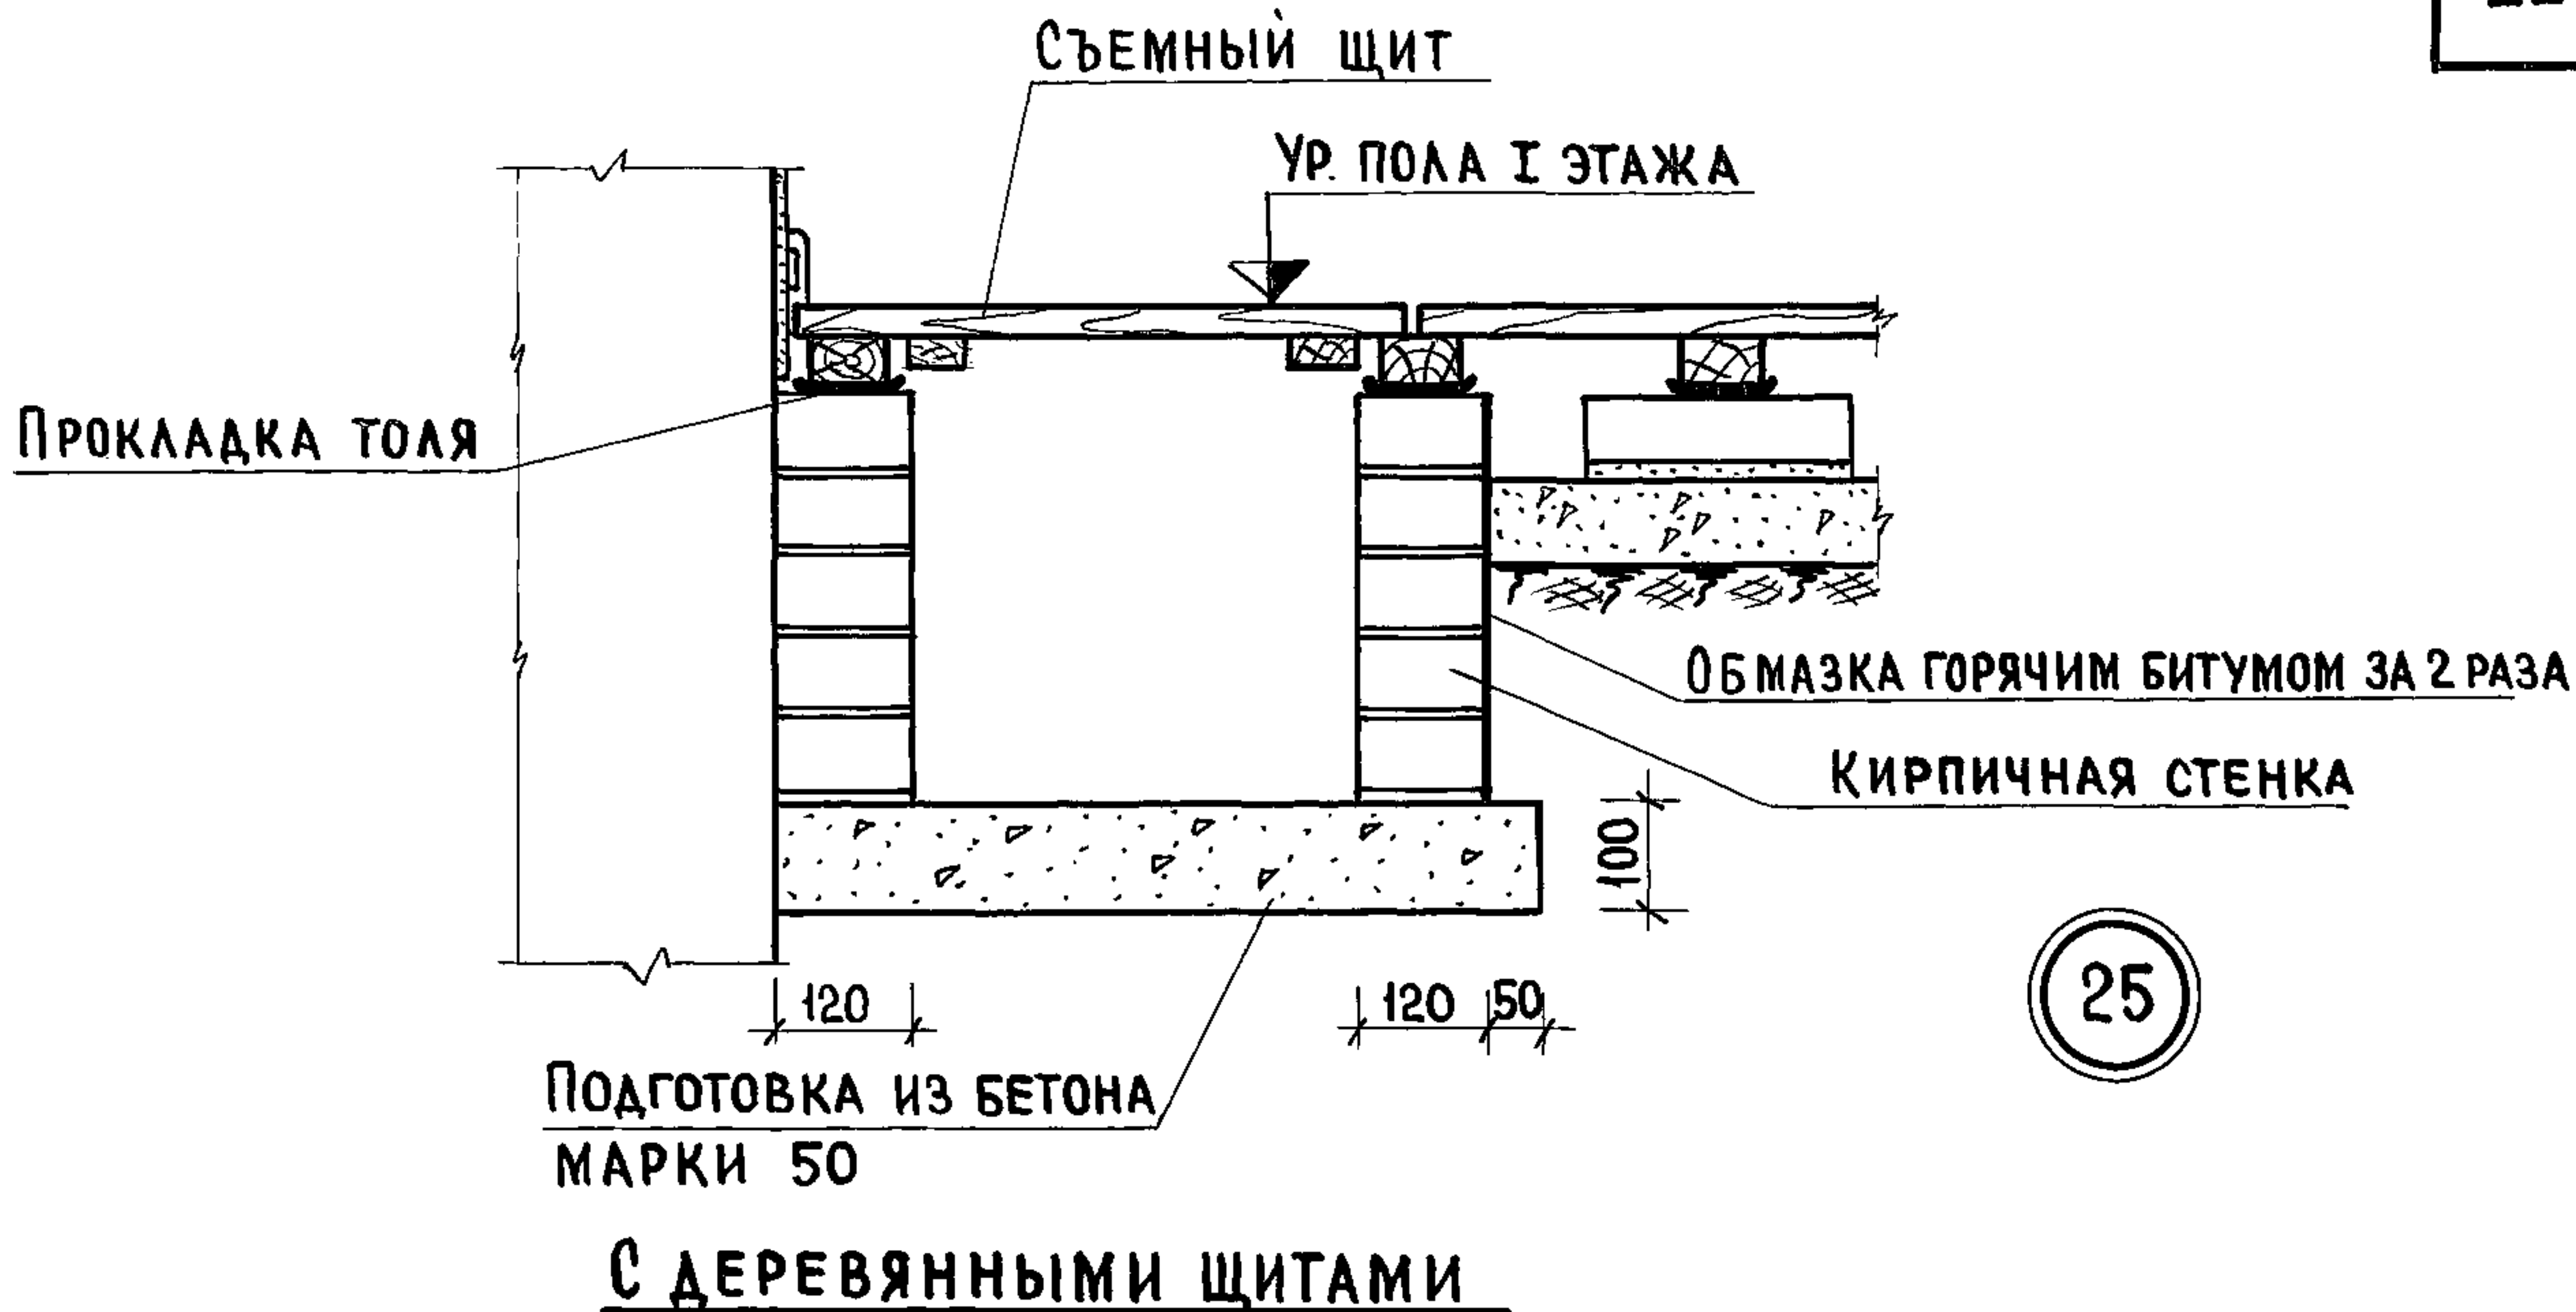 Съемный щит
Ур. пола I этажа
Прокладка толя
Обмазка горячим битумом за 2 раза
Кирпичная стенка
100
120
120
50
25
Подготовка из бетона
марки 50
С деревянными щитами